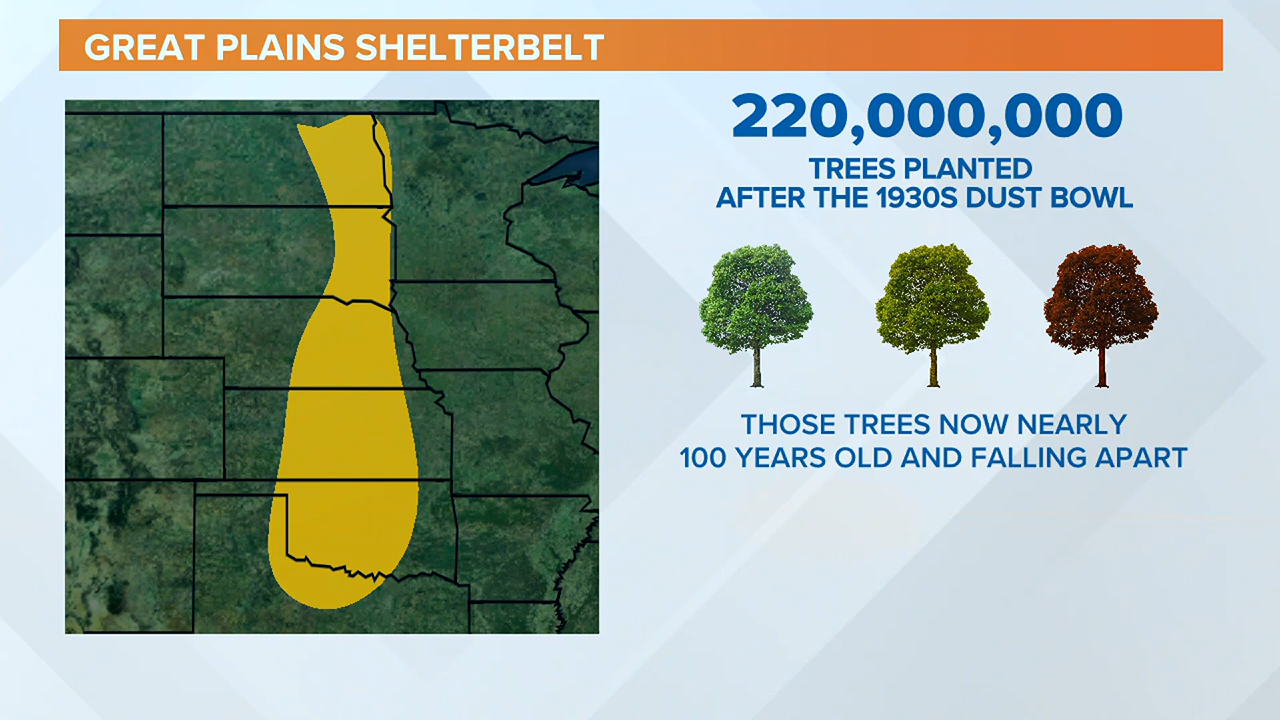 GREAT PLAINS SHELTERBELT
220,000,000
TREES PLANTED
AFTER THE 1930S DUST BOWL
THOSE TREES NOW NEARLY
100 YEARS OLD AND FALLING APART